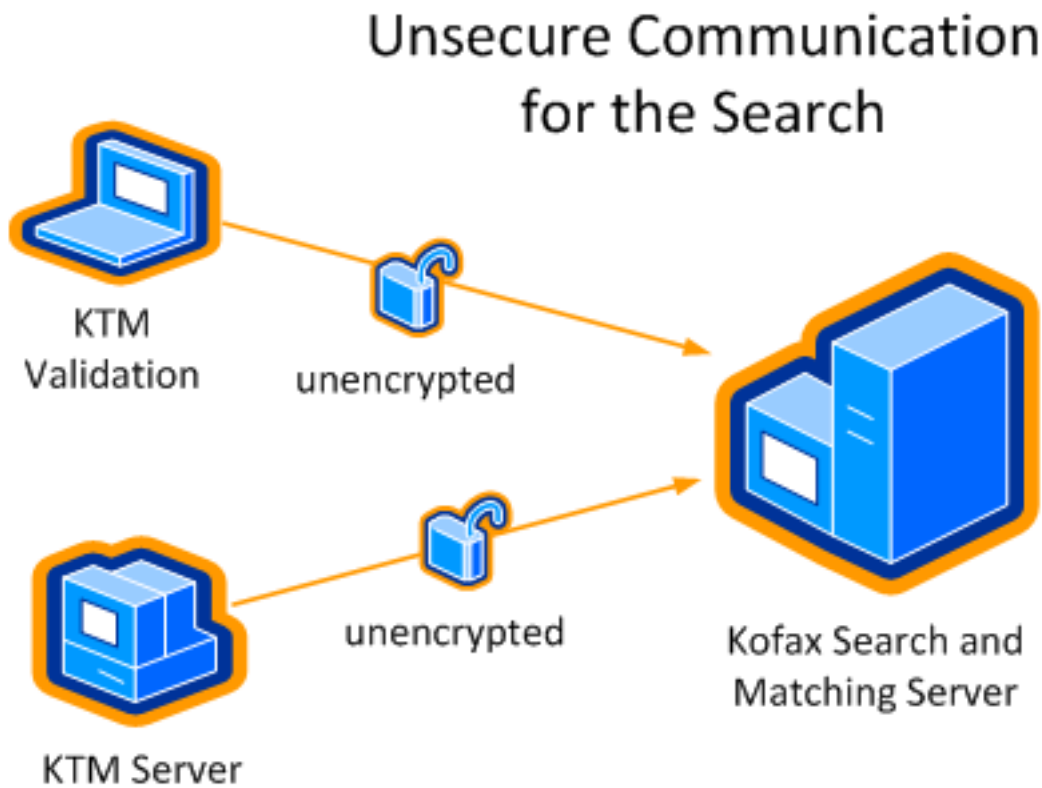 Unsecure Communication
for the Search
KTM
Validation
unencrypted
unencrypted
Kofax Search and
Matching Server
KTM Server